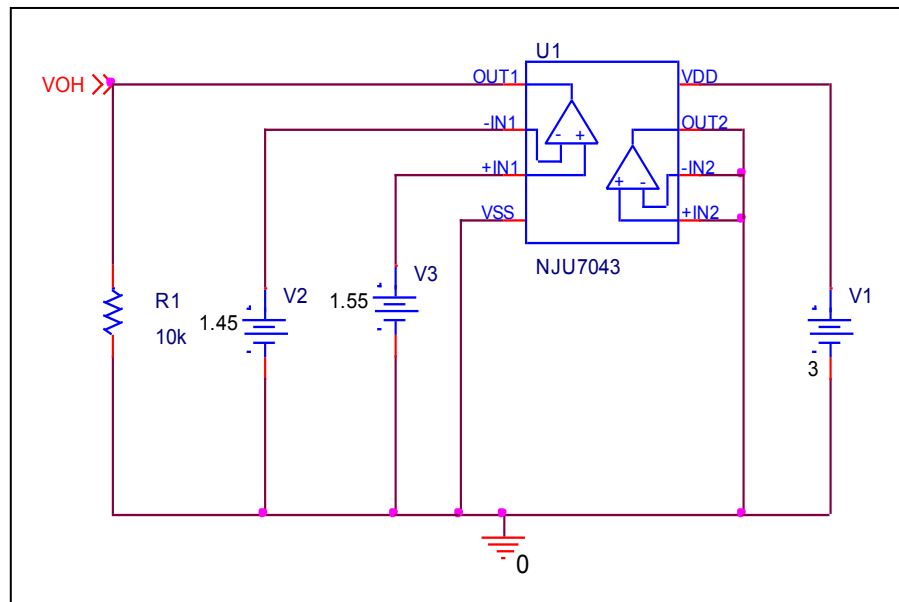 U1
VOH
OUT1
VDD
-IN1
OUT2
- +
+IN1
-IN2
+ -
VSS
+IN2
NJU7043
V3
R1
V2
1.55
V1
1.45
10k
3
0